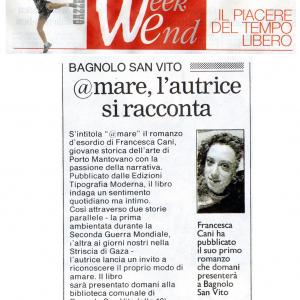 GAZZE
Week
End
IL PIACERE
DEL TEMPO
LIBERO
BAGNOLO SAN VITO
@mare, l'autrice
si racconta
S'intitola "@mare" il romanzo
d'esordio di Francesca Cani,
giovane storica dell'arte di
Porto Mantovano con la
passione della narrativa.
Pubblicato dalle Edizioni
Tipografia Moderna, il libro
indaga un sentimento
quotidiano ma intimo.
Così attraverso due storie
parallele - la prima
ambientata durante la
Seconda Guerra Mondiale,
l'altra ai giorni nostri nella
Striscia di Gaza -
l'autrice lancia un invito a
riconoscere il proprio modo di
amare. Il libro
sarà presentato domani alla
biblioteca comunale di
Francesca
Cani ha
pubblicato
il suo primo
romanzo
che domani
presenterà
a Bagnolo
San Vito